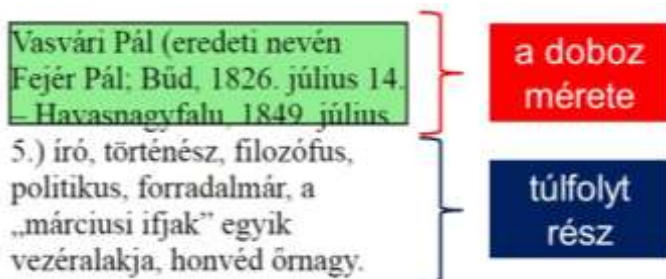 Vasvári Pál (eredeti nevén
Fejér Pál; Bűd, 1826. július 14.
– Havasnagyfalu, 1849. július
5.) író, történész, filozófus,
politikus, forradalmár, a
„márciusi ifjak” egyik
vezéralakja, honvéd őrnagy.
a doboz
mérete
túlfolyt
rész